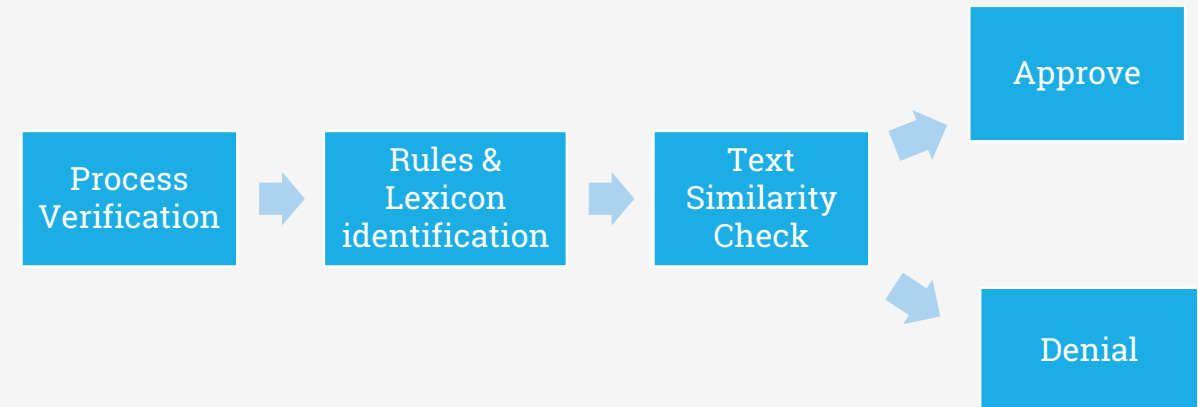 Process
Verification
Rules &
Lexicon
identification
Text
Similarity
Check
Approve
Denial